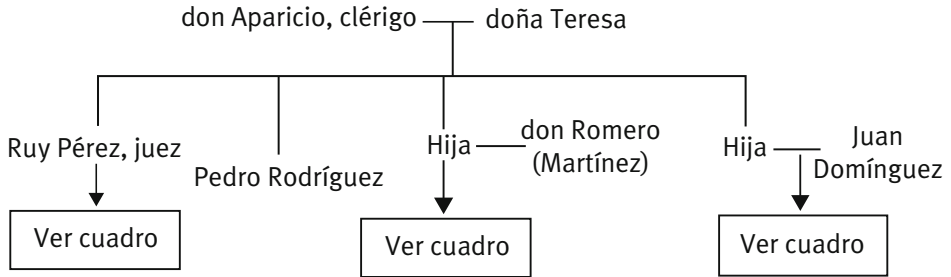 don Aparicio, clérigo doña Teresa
Ruy Pérez, juez
Pedro Rodríguez
Hija
don Romero
(Martínez)
Hija
Juan
Domínguez
Ver cuadro
Ver cuadro
Ver cuadro